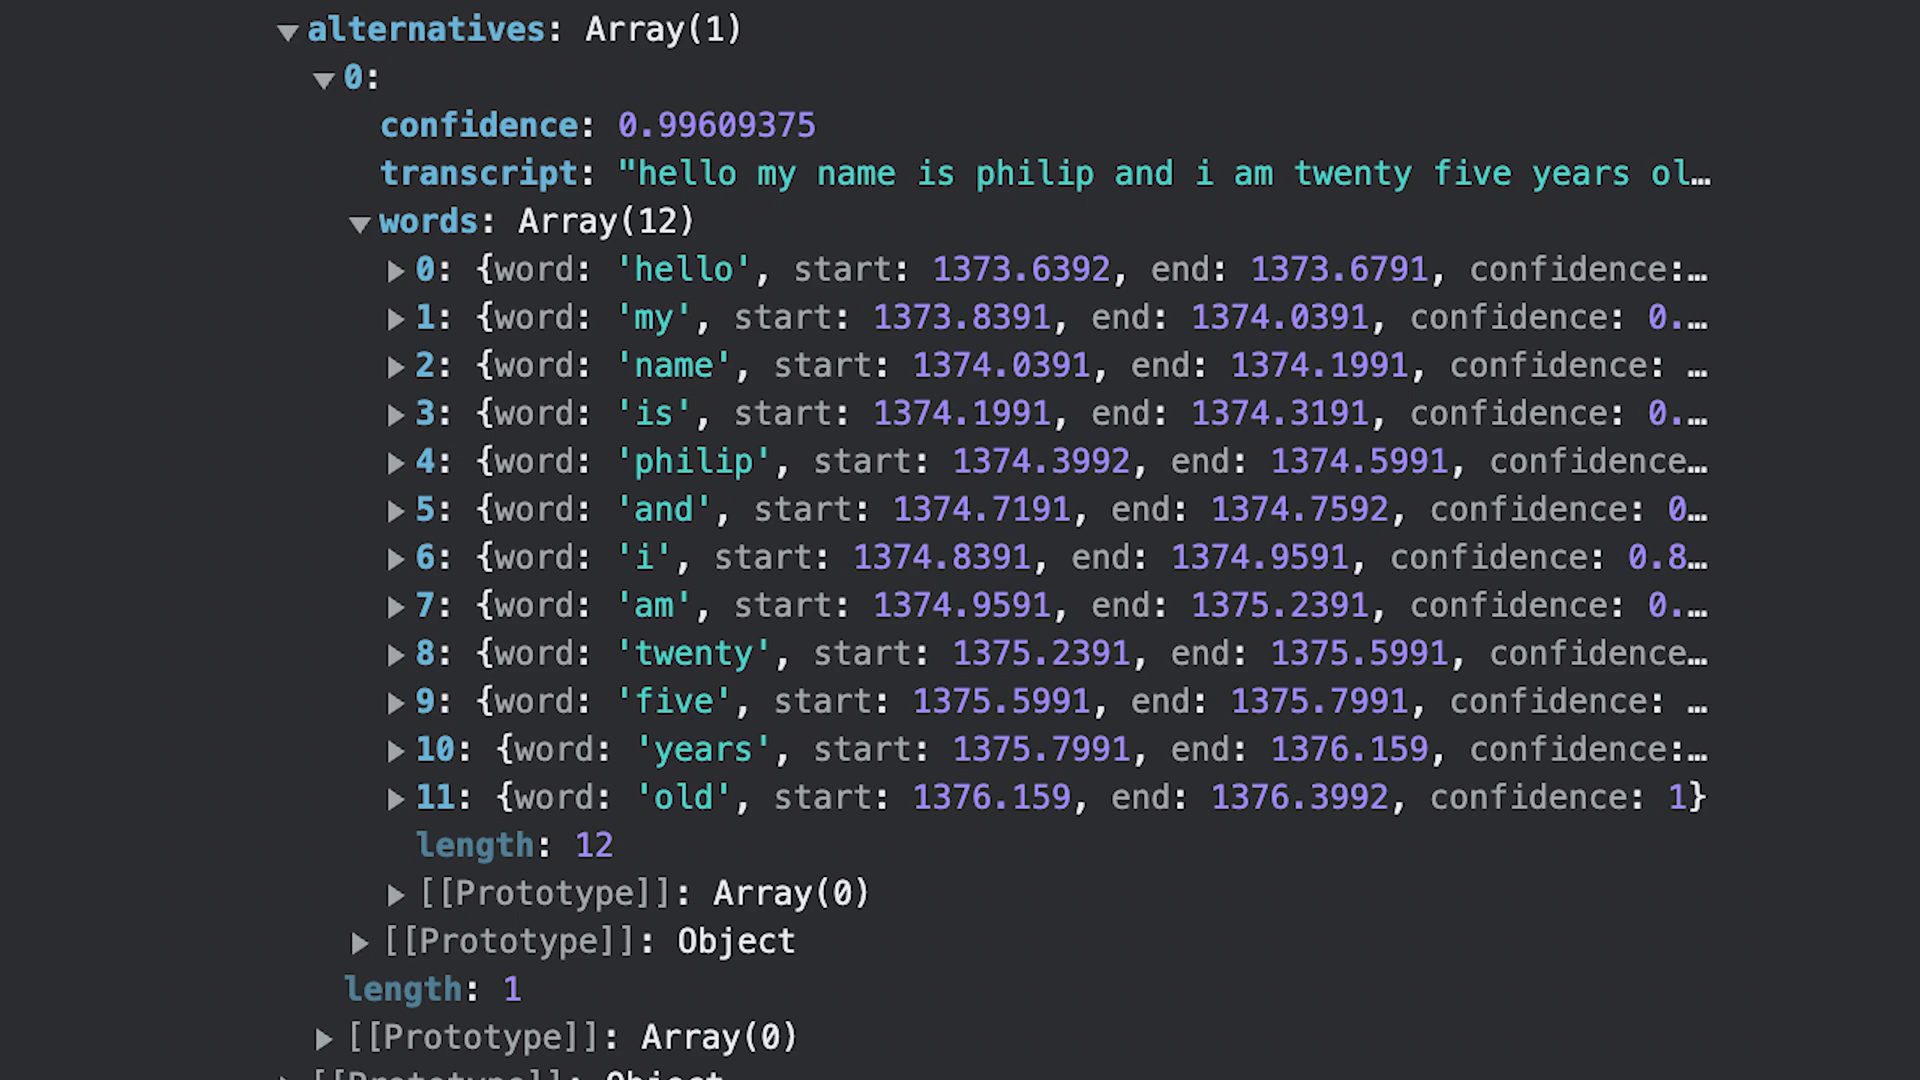 alternatives: Array(1)
0:
confidence: 0.99609375
transcript: "hello my name is philip and i am twenty five years ol…
words: Array(12)
0: {word: 'hello', start: 1373.6392, end: 1373.6791, confidence:…
1: {word: 'my', start: 1373.8391, end: 1374.0391, confidence: 0.…
2: {word: 'name', start: 1374.0391, end: 1374.1991, confidence: …
3: {word: 'is', start: 1374.1991, end: 1374.3191, confidence: 0.…
4: {word: 'philip', start: 1374.3992, end: 1374.5991, confidence…
5: {word: 'and', start: 1374.7191, end: 1374.7592, confidence: 0…
6: {word: 'i', start: 1374.8391, end: 1374.9591, confidence: 0.8…
7: {word: 'am', start: 1374.9591, end: 1375.2391, confidence: 0.…
8: {word: 'twenty', start: 1375.2391, end: 1375.5991, confidence…
9: {word: 'five', start: 1375.5991, end: 1375.7991, confidence: …
10: {word: 'years', start: 1375.7991, end: 1376.159, confidence:…
11: {word: 'old', start: 1376.159, end: 1376.3992, confidence: 1}
length: 12
[[Prototype]]: Array(0)
[[Prototype]]: Object
length: 1
[[Prototype]]: Array(0)
[[Prototype]]: Object